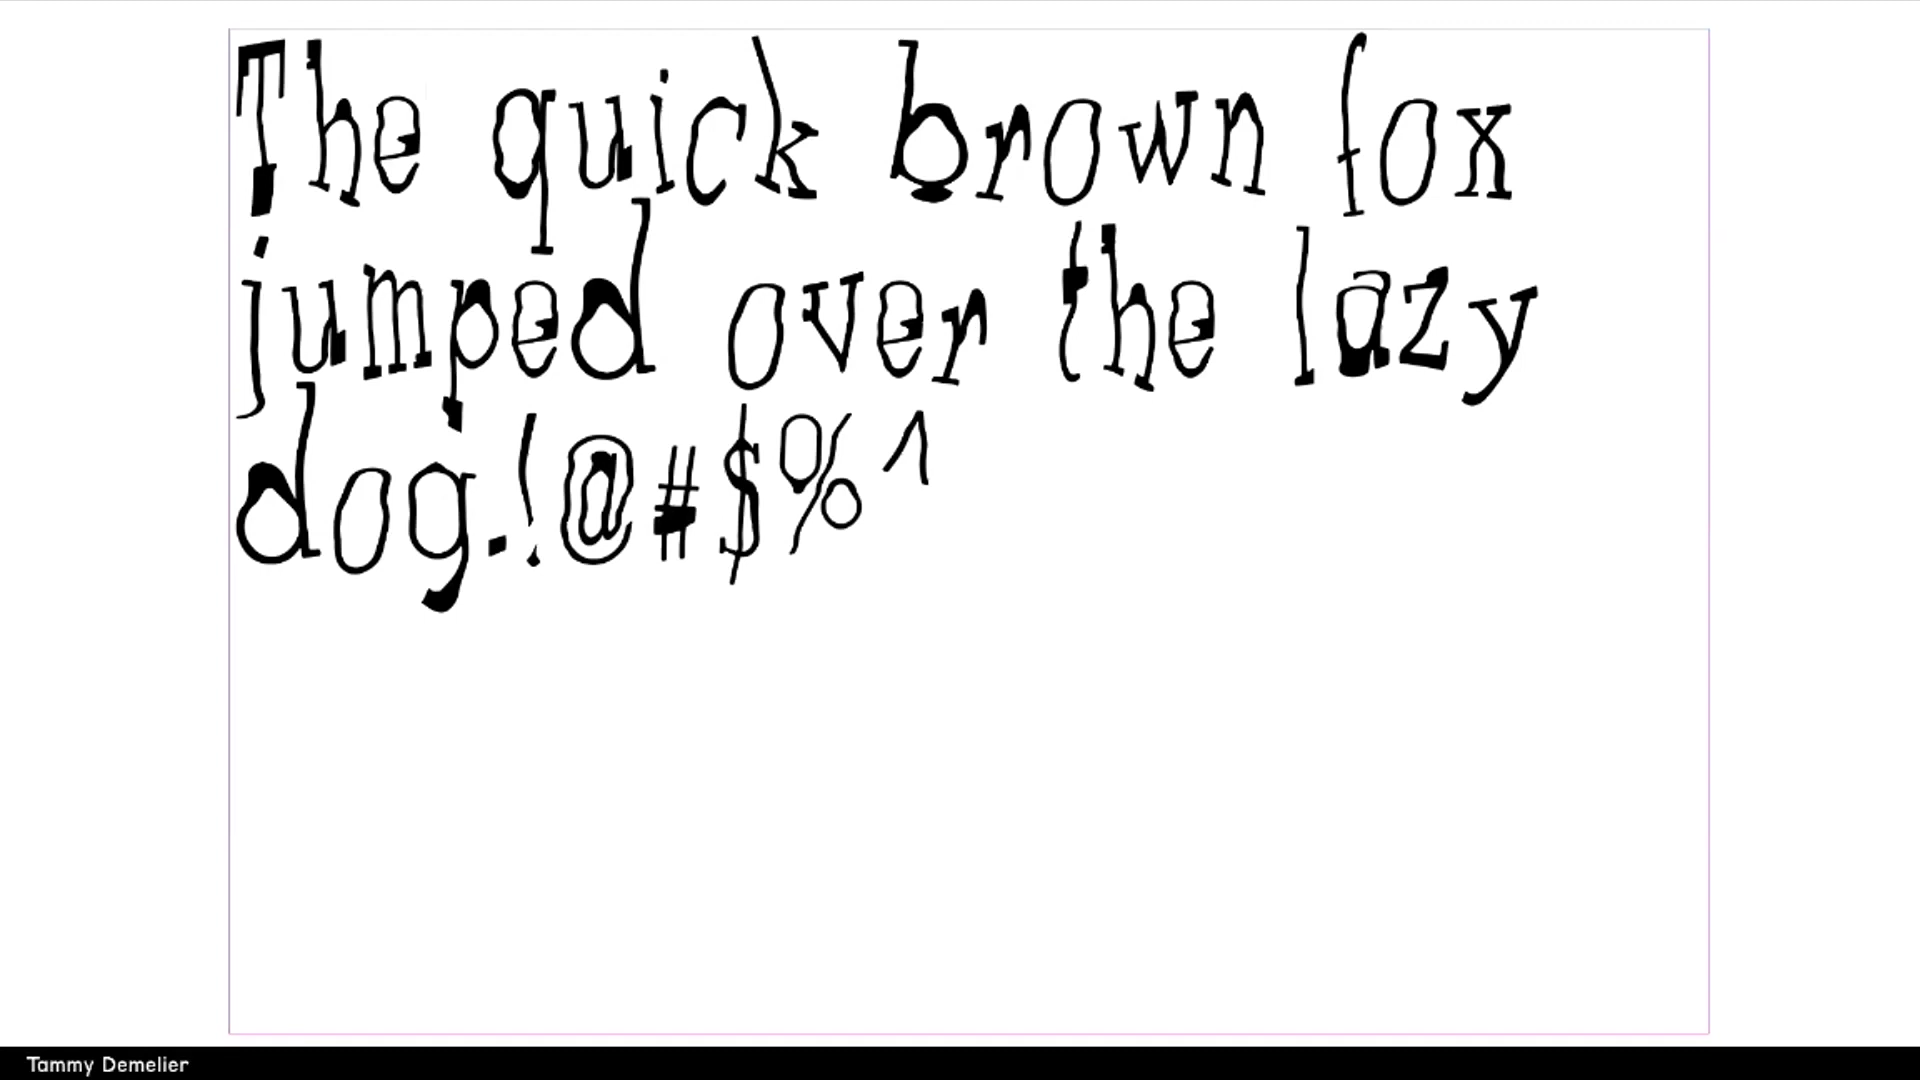 The quick brown fox
jumped over the lazy
dog.!@#$%^
Tammy Demelier